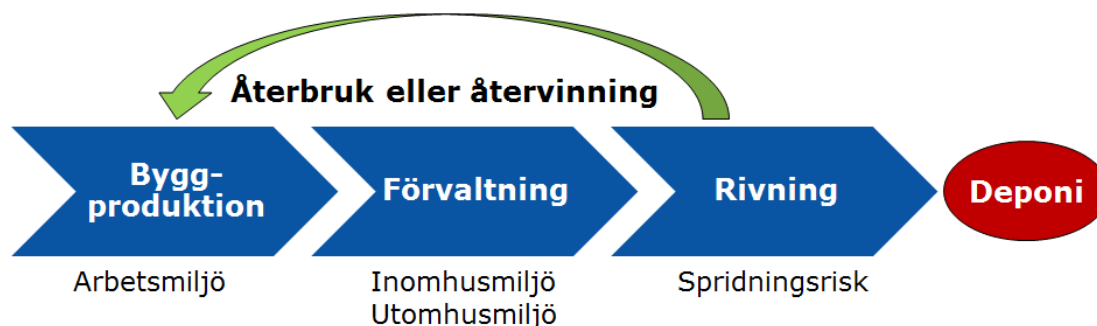 Återbruk eller återvinning
Bygg-
produktion
Förvaltning
Rivning
Deponi
Arbetsmiljö
Inomhusmiljö
Utomhusmiljö
Spridningsrisk